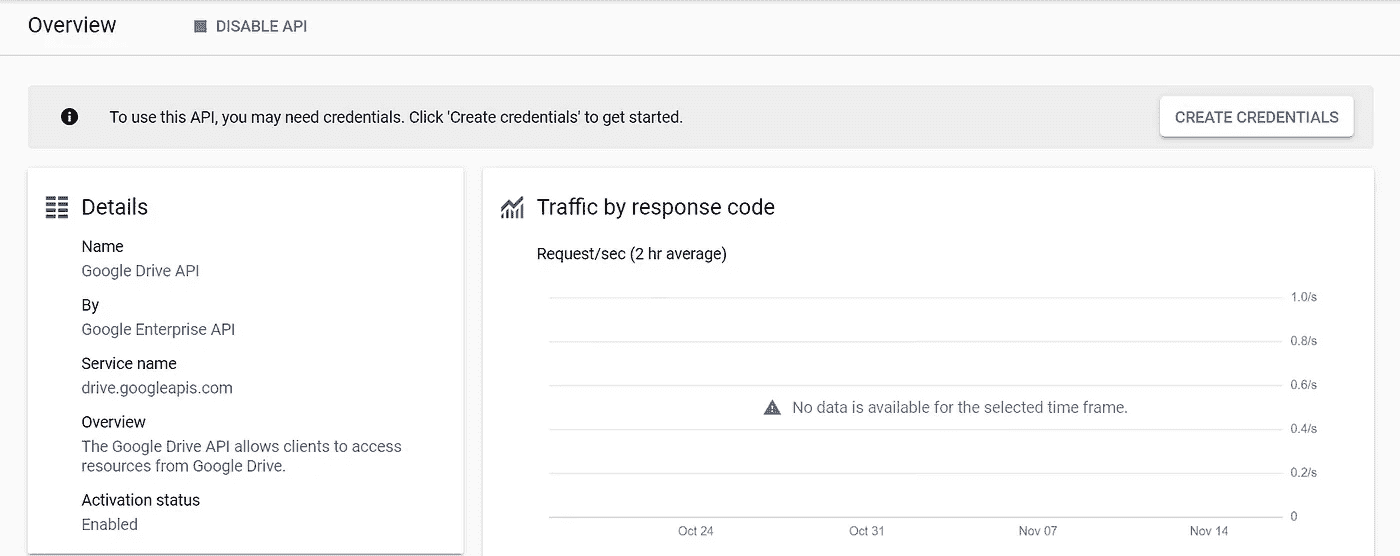 Overview
DISABLE API
To use this API, you may need credentials. Click 'Create credentials' to get started.
CREATE CREDENTIALS
Details
Name
Google Drive API
By
Google Enterprise API
Service name
drive.googleapis.com
Overview
The Google Drive API allows clients to access
resources from Google Drive.
Activation status
Enabled
Traffic by response code
Request/sec (2 hr average)
1.0/s
0.8/s
0.6/s
No data is available for the selected time frame.
0.4/s
0.2/s
0
Oct 24
Oct 31
Nov 07
Nov 14